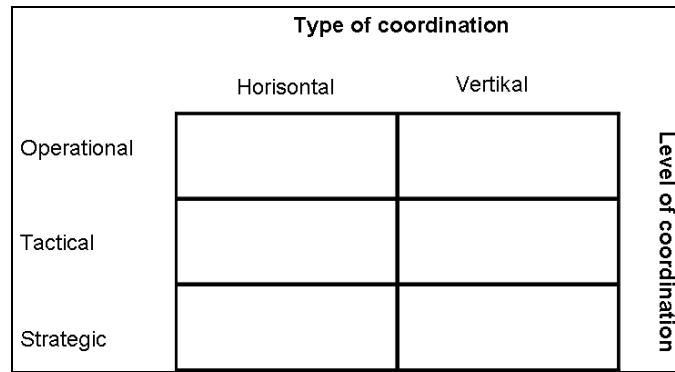 Type of coordination
Horisontal Vertikal
Operational
Tactical
Strategic
Level of coordination